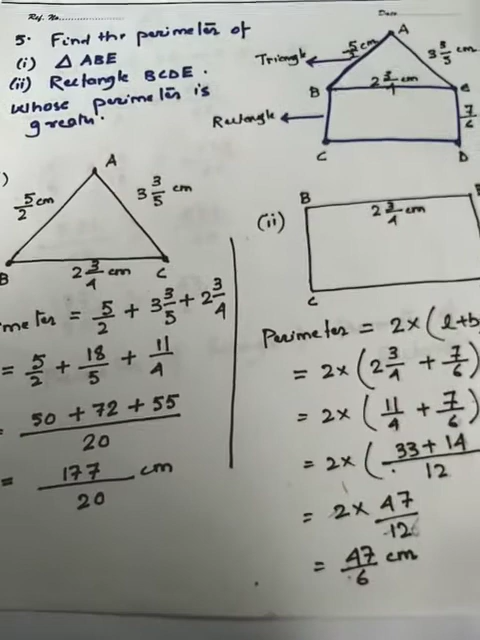 Ref. No.
Date
5. Find the perimeter of
(i) △ ABE
(ii) Rectangle BCDE.
Whose perimeter is
greater.
A
5/2 cm
3 3/5 cm
Triangle
2 3/4 cm
B
E
Rectangle
7/6
C
D
)
A
5/2 cm
3 3/5 cm
B
2 3/4 cm
C
meter = 5/2 + 3 3/5 + 2 3/4
= 5/2 + 18/5 + 11/4
= 50 + 72 + 55 / 20
= 177/20 cm
(ii)
B
2 3/4 cm
C
Perimeter = 2×(l+b
= 2×(2 3/4 + 7/6)
= 2×(11/4 + 7/6)
= 2×(33+14 / 12
= 2× 47/12
= 47/6 cm